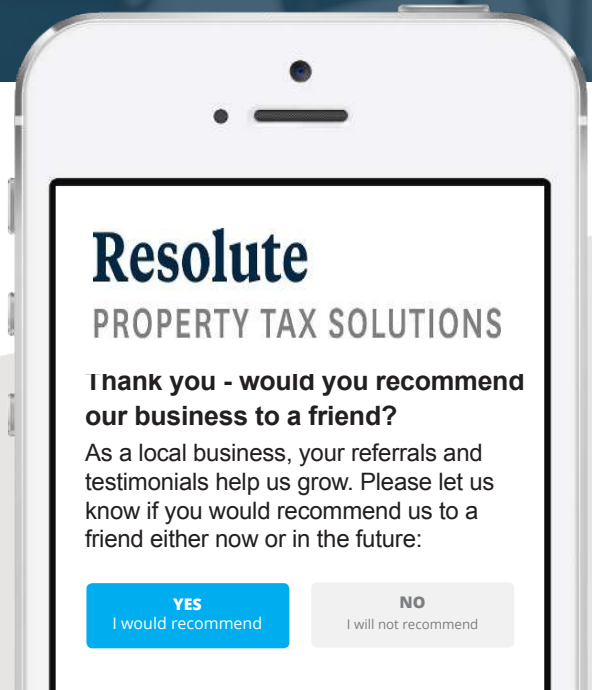 Resolute
PROPERTY TAX SOLUTIONS
Thank you - would you recommend
our business to a friend?
As a local business, your referrals and
testimonials help us grow. Please let us
know if you would recommend us to a
friend either now or in the future:
YES
I would recommend
NO
I will not recommend